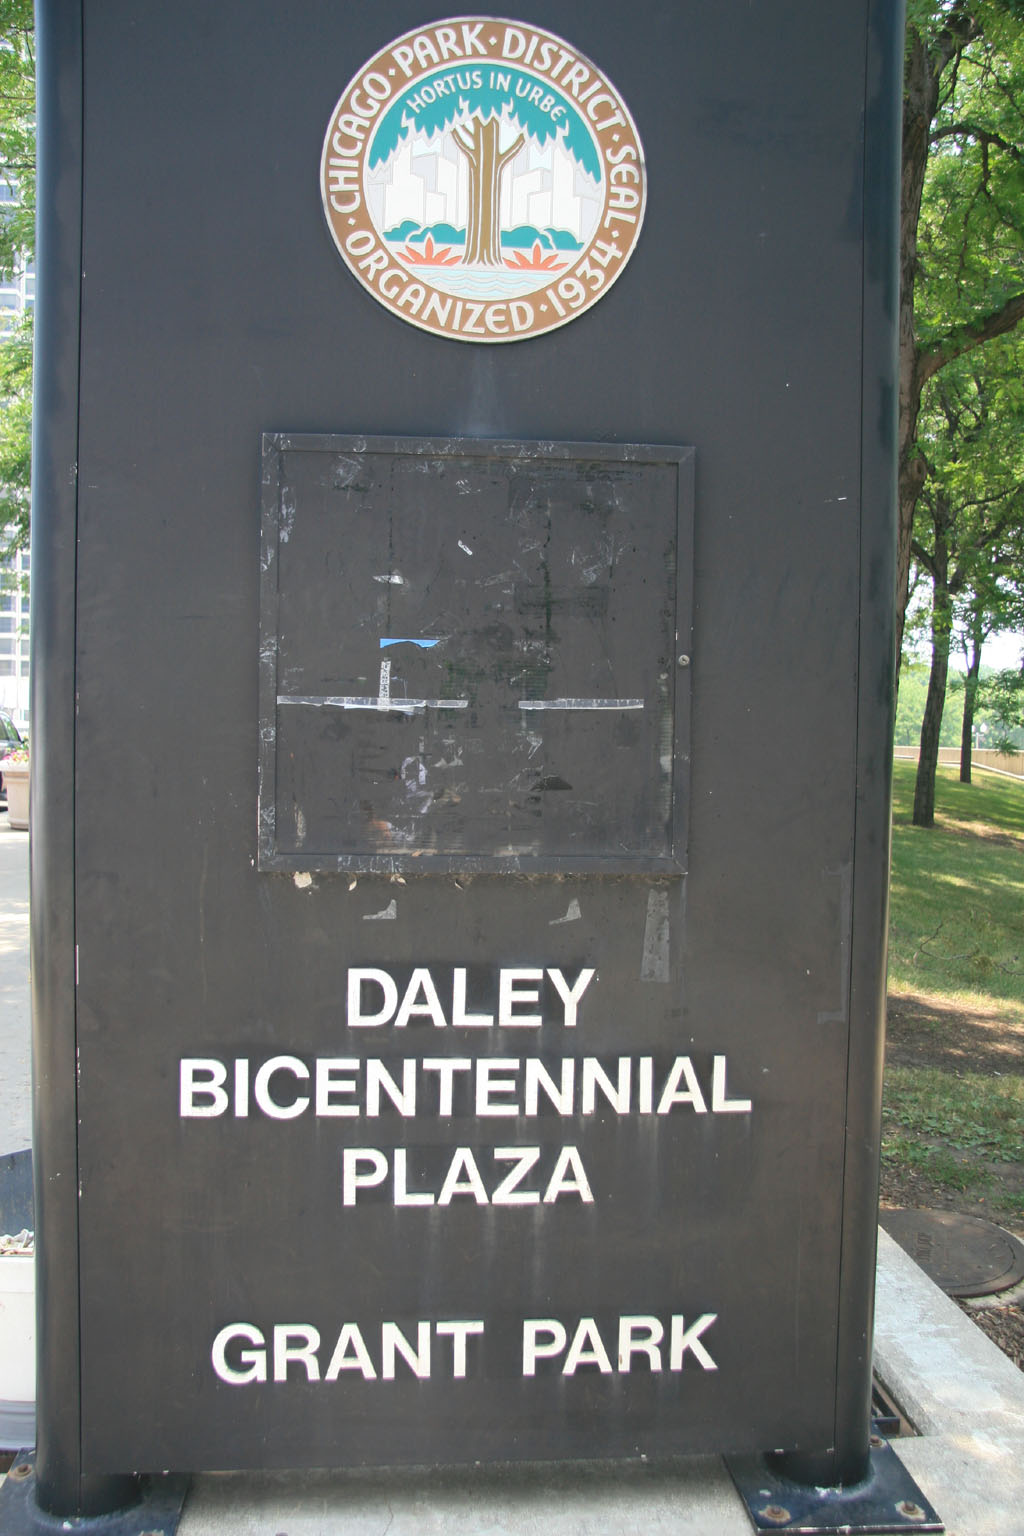 CHICAGO · PARK · DISTRICT · SEAL ·
ORGANIZED · 1934
HORTUS IN URBE
DALEY
BICENTENNIAL
PLAZA
GRANT PARK